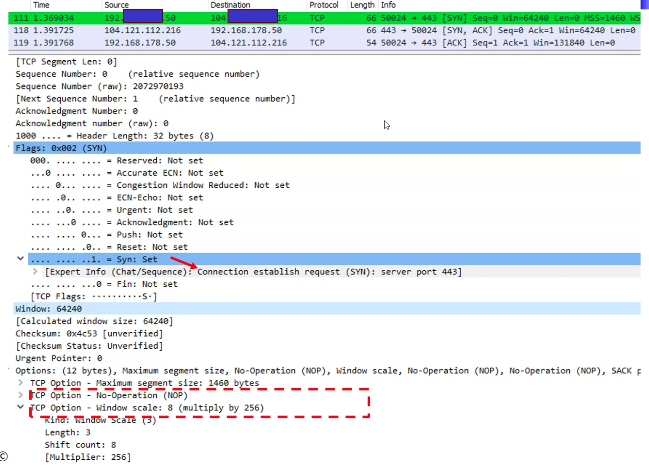 Time Source Destination Protocol Length Info
111 1.369034 192. .50 104. 216 TCP 66 50024 → 443 [SYN] Seq=0 Win=64240 Len=0 MSS=1460 WS
118 1.391725 104.121.112.216 192.168.178.50 TCP 66 443 → 50024 [SYN, ACK] Seq=0 Ack=1 Win=64240 Len=0
119 1.391768 192.168.178.50 104.121.112.216 TCP 54 50024 → 443 [ACK] Seq=1 Ack=1 Win=131840 Len=0
[TCP Segment Len: 0]
Sequence Number: 0 (relative sequence number)
Sequence Number (raw): 2072970193
[Next Sequence Number: 1 (relative sequence number)]
Acknowledgment Number: 0
Acknowledgment number (raw): 0
1000 .... = Header Length: 32 bytes (8)
Flags: 0x002 (SYN)
000. .... .... = Reserved: Not set
...0 .... .... = Accurate ECN: Not set
.... 0... .... = Congestion Window Reduced: Not set
.... .0.. .... = ECN-Echo: Not set
.... ..0. .... = Urgent: Not set
.... ...0 .... = Acknowledgment: Not set
.... .... 0... = Push: Not set
.... .... .0.. = Reset: Not set
.... .... ..1. = Syn: Set
[Expert Info (Chat/Sequence): Connection establish request (SYN): server port 443]
.... .... ...0 = Fin: Not set
[TCP Flags: ··········S·]
Window: 64240
[Calculated window size: 64240]
Checksum: 0x4c53 [unverified]
[Checksum Status: Unverified]
Urgent Pointer: 0
Options: (12 bytes), Maximum segment size, No-Operation (NOP), Window scale, No-Operation (NOP), No-Operation (NOP), SACK p
TCP Option - Maximum segment size: 1460 bytes
TCP Option - No-Operation (NOP)
TCP Option - Window scale: 8 (multiply by 256)
Kind: Window Scale (3)
Length: 3
Shift count: 8
© [Multiplier: 256]